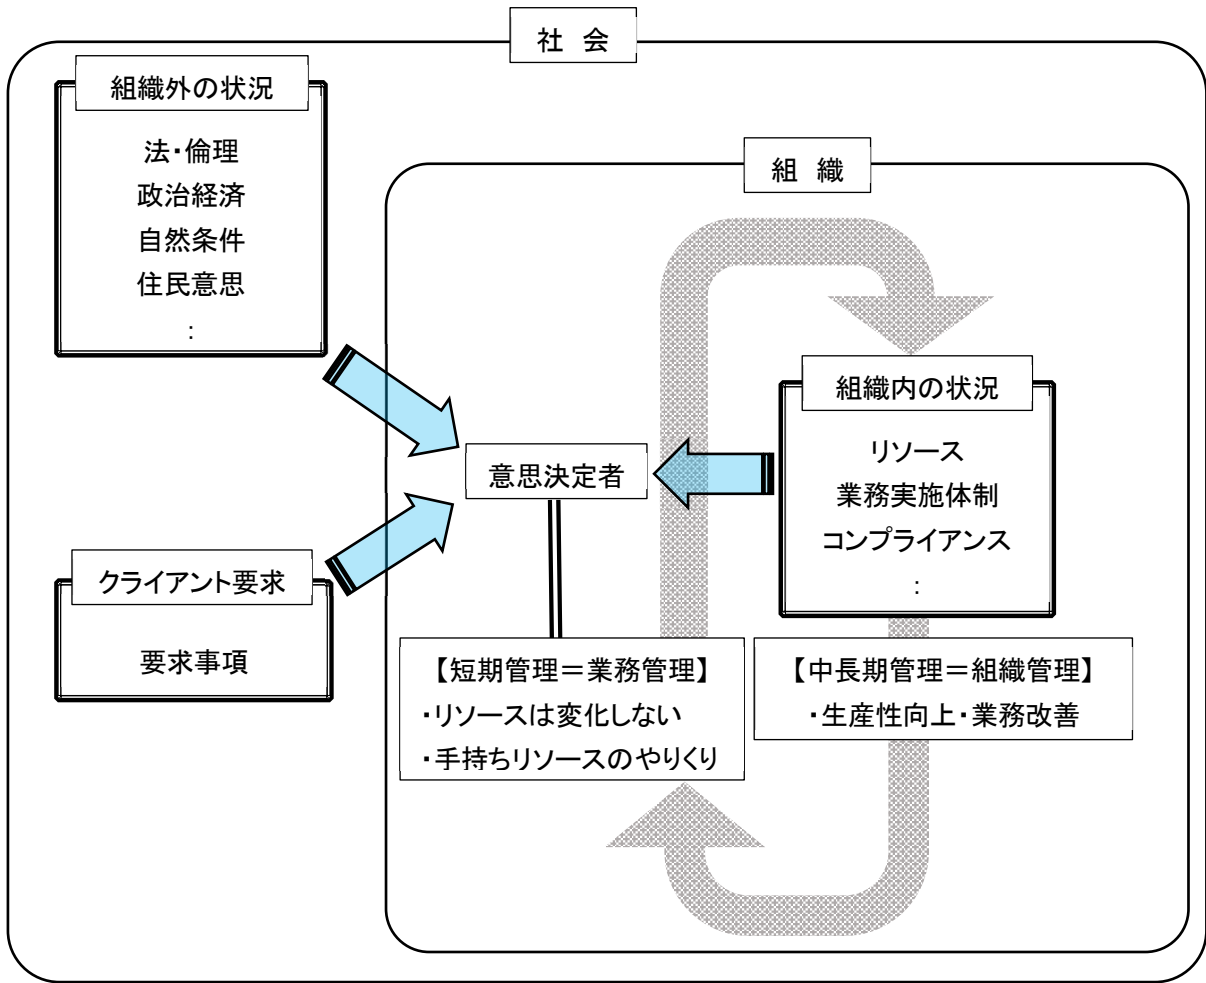 社 会
組織外の状況
法・倫理
政治経済
自然条件
住民意思
：
クライアント要求
要求事項
組 織
意思決定者
組織内の状況
リソース
業務実施体制
コンプライアンス
：
【短期管理＝業務管理】
・リソースは変化しない
・手持ちリソースのやりくり
【中長期管理＝組織管理】
・生産性向上・業務改善